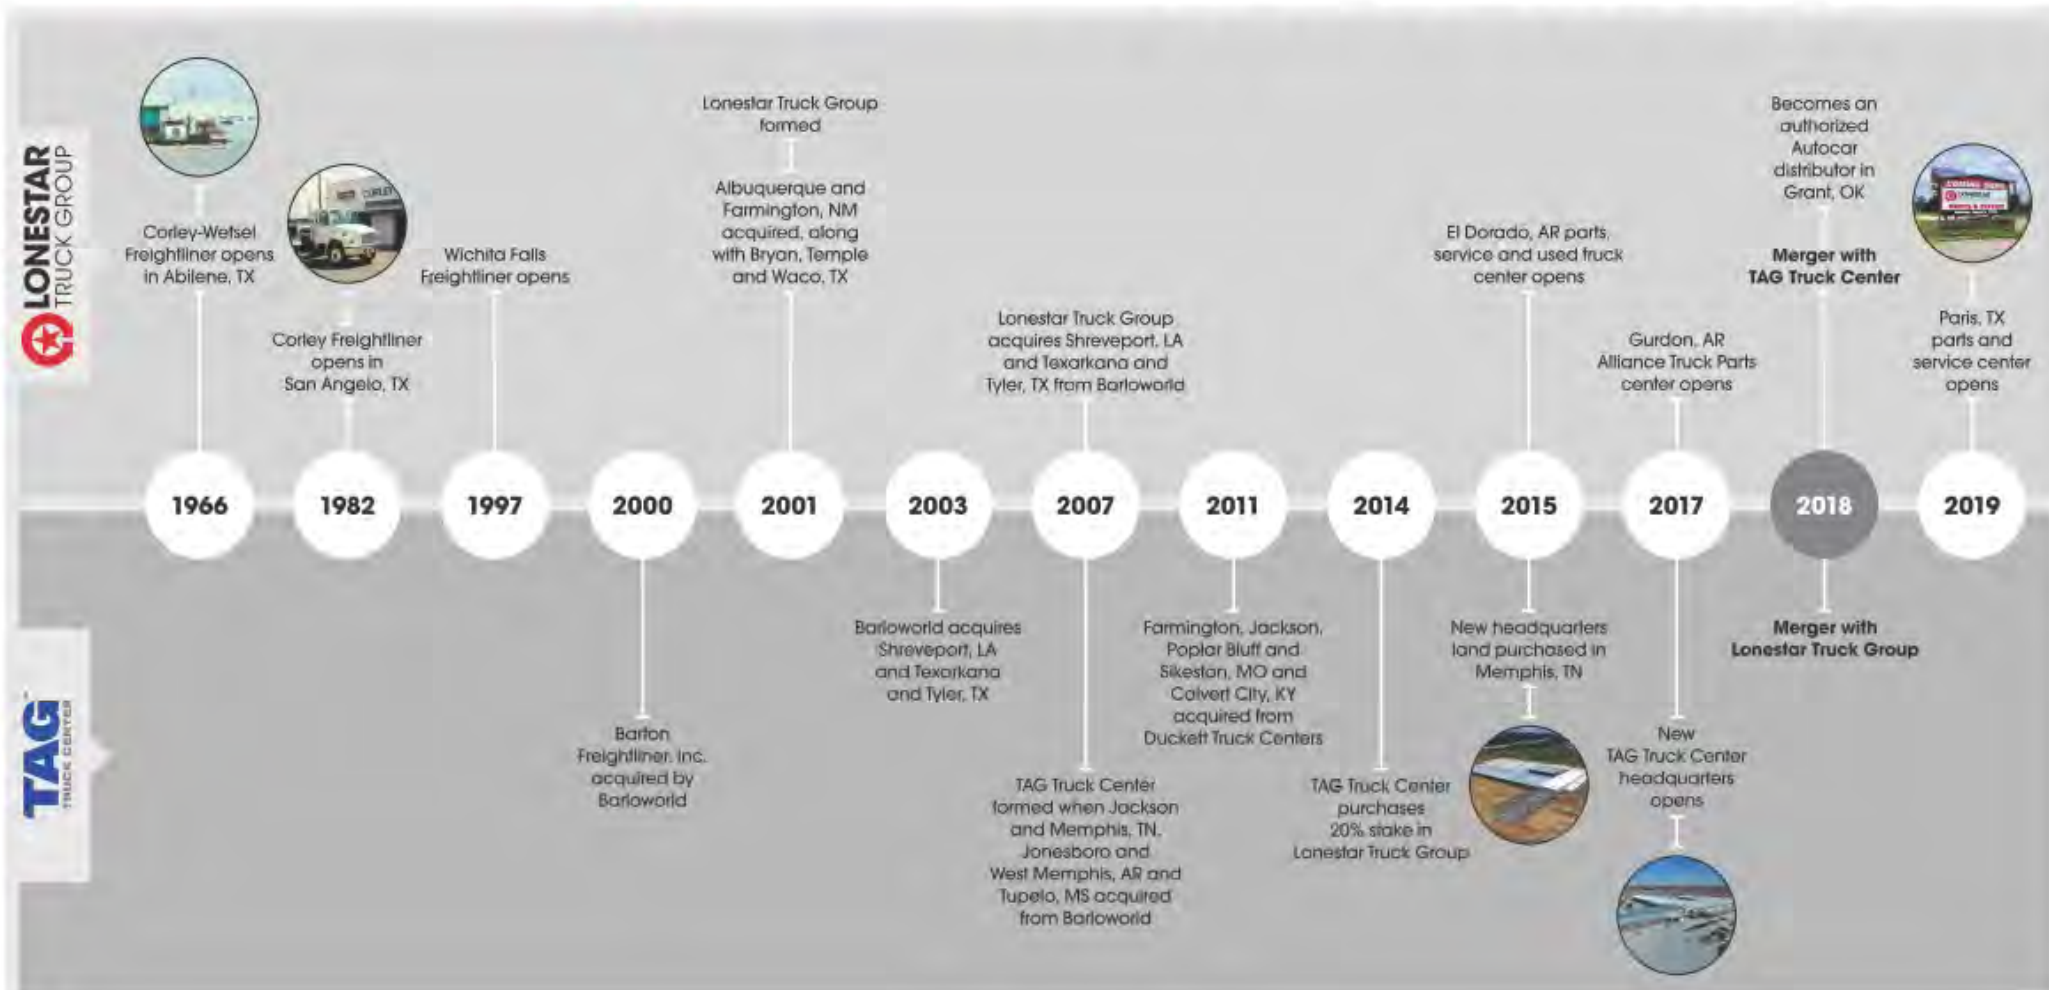 LONESTAR
TRUCK GROUP
Corley-Wetsel
Freightliner opens
in Abilene, TX
Corley Freightliner
opens in
San Angelo, TX
Wichita Falls
Freightliner opens
Lonestar Truck Group
formed
Albuquerque and
Farmington, NM
acquired, along
with Bryan, Temple
and Waco, TX
Lonestar Truck Group
acquires Shreveport, LA
and Texarkana and
Tyler, TX from Barloworld
El Dorado, AR parts,
service and used truck
center opens
Gurdon, AR
Alliance Truck Parts
center opens
Becomes an
authorized
Autocar
distributor in
Grant, OK
Merger with
TAG Truck Center
COMING SOON
LONESTAR
Paris, TX
parts and
service center
opens
1966
1982
1997
2000
2001
2003
2007
2011
2014
2015
2017
2018
2019
TAG
TRUCK CENTER
Barton
Freightliner, Inc.
acquired by
Barloworld
Barloworld acquires
Shreveport, LA
and Texarkana
and Tyler, TX
TAG Truck Center
formed when Jackson
and Memphis, TN,
Jonesboro and
West Memphis, AR and
Tupelo, MS acquired
from Barloworld
Farmington, Jackson,
Poplar Bluff and
Sikeston, MO and
Calvert City, KY
acquired from
Duckett Truck Centers
TAG Truck Center
purchases
20% stake in
Lonestar Truck Group
New headquarters
land purchased in
Memphis, TN
New
TAG Truck Center
headquarters
opens
Merger with
Lonestar Truck Group